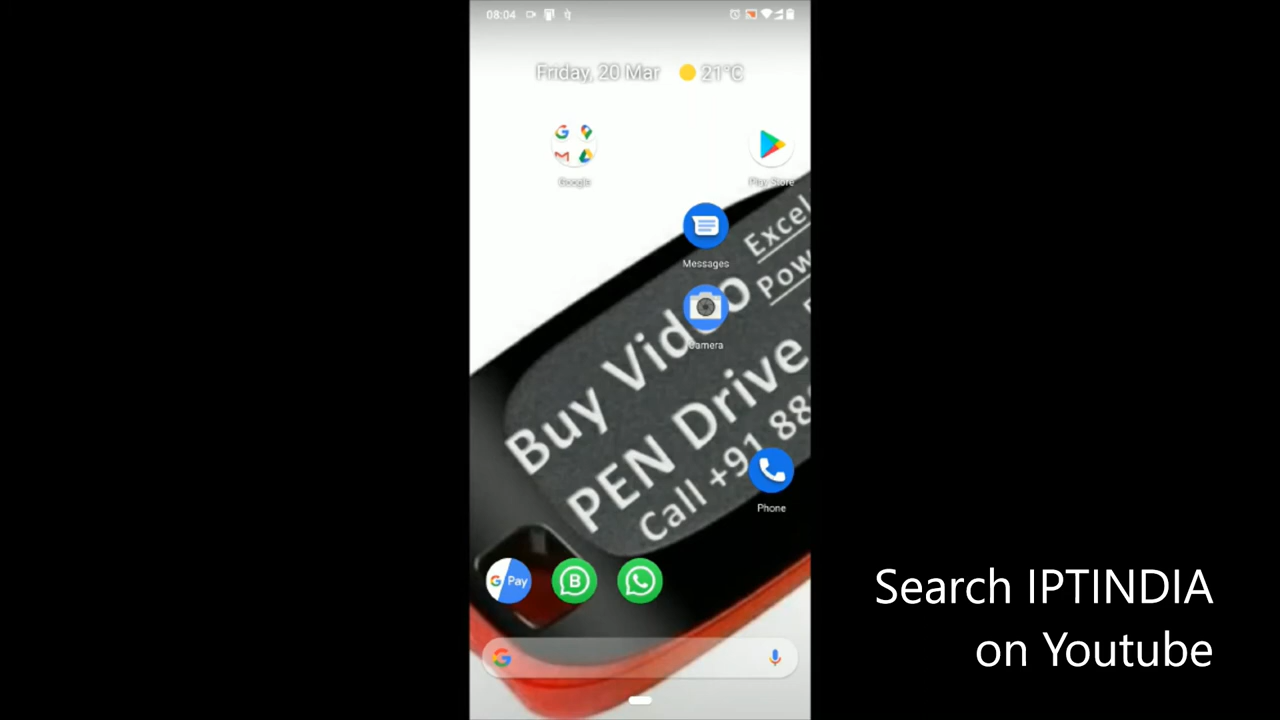 08:04
Friday, 20 Mar 21°C
Google
Play Store
Messages
Excel
Camera
Buy Video
PEN Drive
Call +91 88
Phone
G Pay
B
Search IPTINDIA
on Youtube